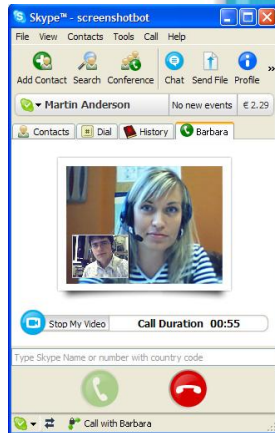 Skype™ - screenshotbot
File View Contacts Tools Call Help
Add Contact Search Conference Chat Send File Profile »
Martin Anderson No new events € 2.29
Contacts Dial History Barbara
Stop My Video Call Duration 00:55
Type Skype Name or number with country code
Call with Barbara